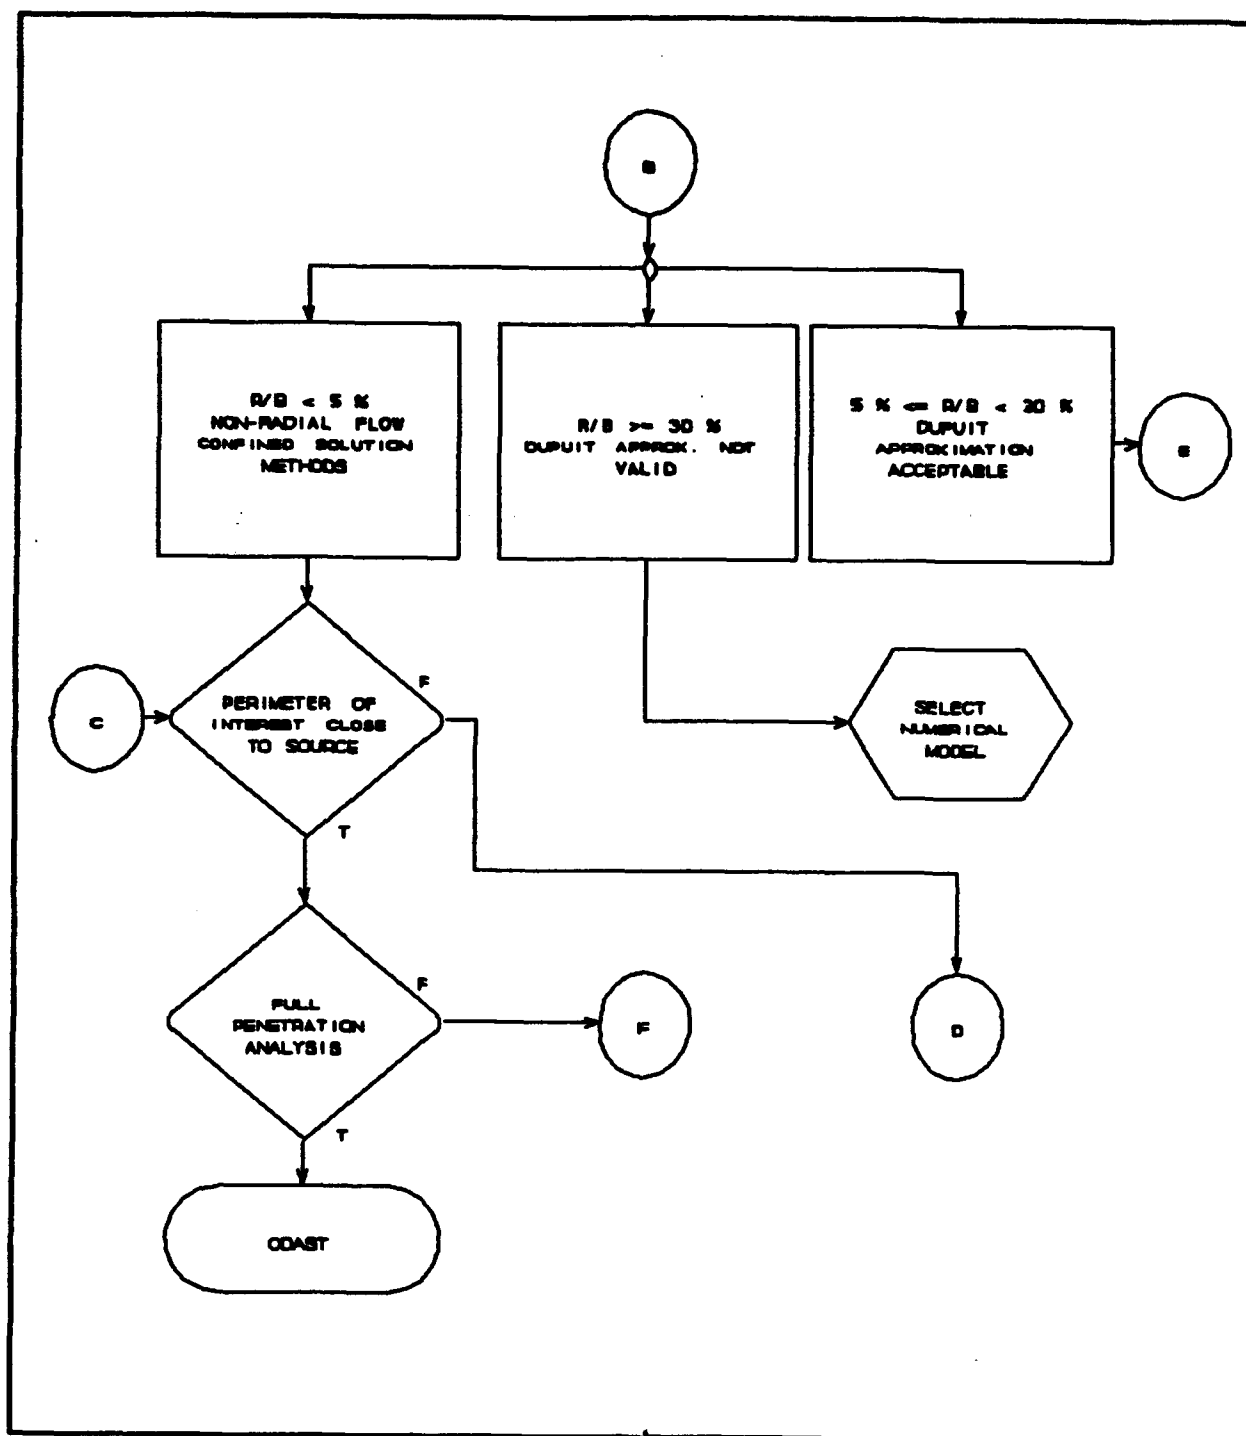 B
R/B < 5 %
NON-RADIAL FLOW
CONFINED SOLUTION
METHODS
R/B >= 30 %
DUPUIT APPROX. NOT
VALID
5 % <= R/B < 30 %
DUPUIT
APPROXIMATION
ACCEPTABLE
E
C
PERIMETER OF
INTEREST CLOSE
TO SOURCE
F
T
SELECT
NUMERICAL
MODEL
FULL
PENETRATION
ANALYSIS
F
T
F
D
ODAST